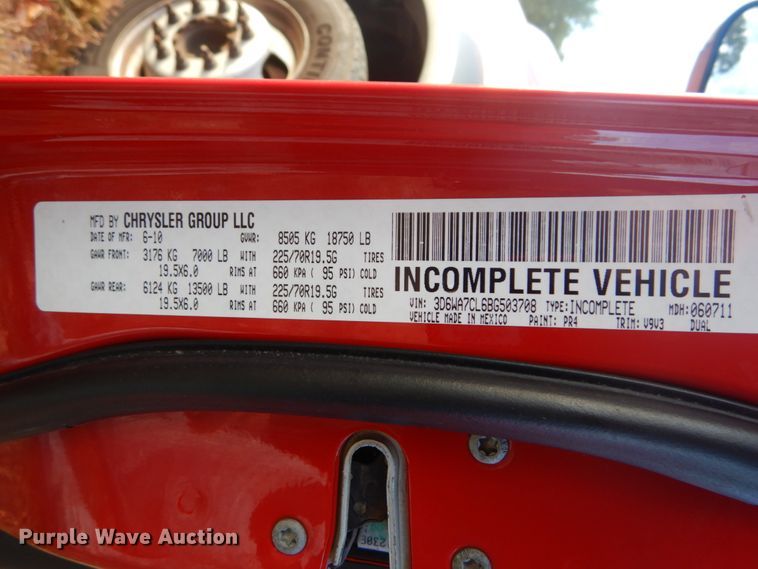 CONTI
MFD BY CHRYSLER GROUP LLC
DATE OF MFR: 6-10 GVWR: 8505 KG 18750 LB
GAWR FRONT: 3176 KG 7000 LB WITH 225/70R19.5G TIRES
19.5X6.0 RIMS AT 660 KPA ( 95 PSI) COLD
GAWR REAR: 6124 KG 13500 LB WITH 225/70R19.5G TIRES
19.5X6.0 RIMS AT 660 KPA ( 95 PSI) COLD
INCOMPLETE VEHICLE
VIN: 3D6WA7CL6BG503708 TYPE:INCOMPLETE MDH:060711
VEHICLE MADE IN MEXICO PAINT: PR4 TRIM: V9V3 DUAL
Purple Wave Auction